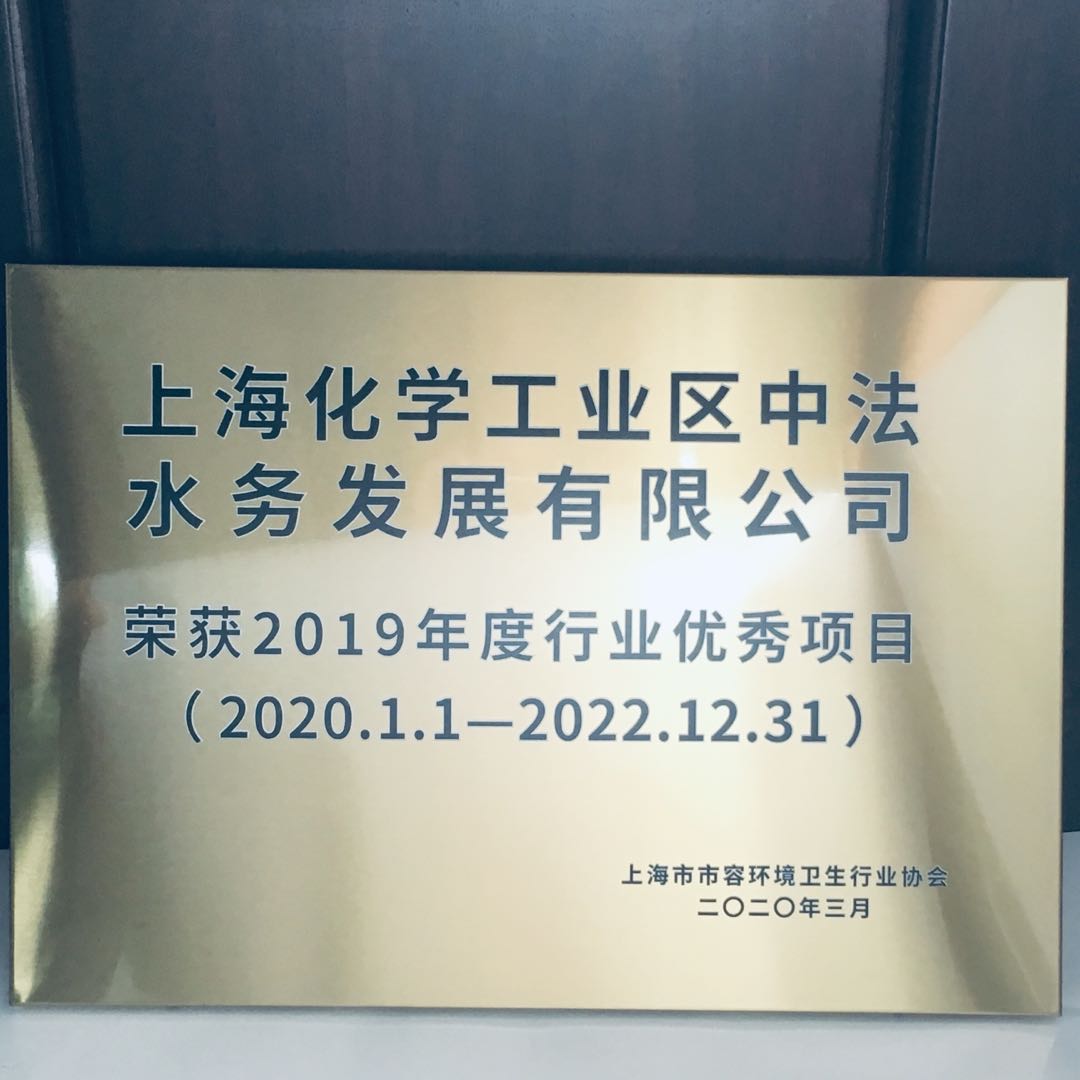 上海化学工业区中法
水务发展有限公司
荣获2019年度行业优秀项目
（2020.1.1—2022.12.31）
上海市市容环境卫生行业协会
二〇二〇年三月